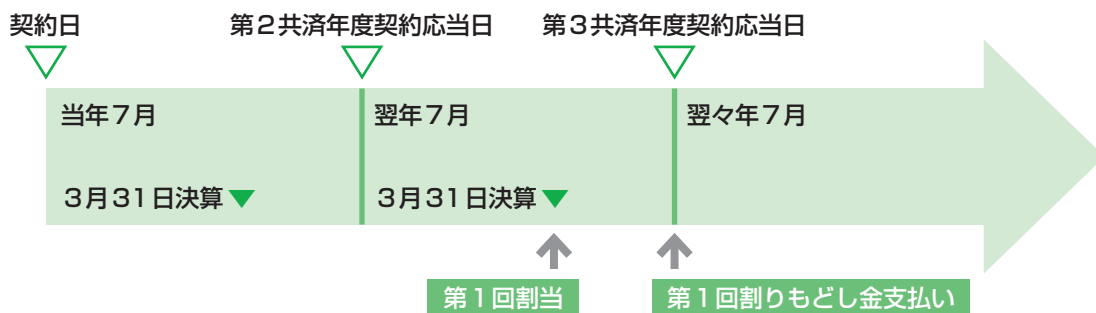 契約日
第2共済年度契約応当日
第3共済年度契約応当日
当年7月
翌年7月
翌々年7月
3月31日決算
3月31日決算
第1回割当
第1回割りもどし金支払い